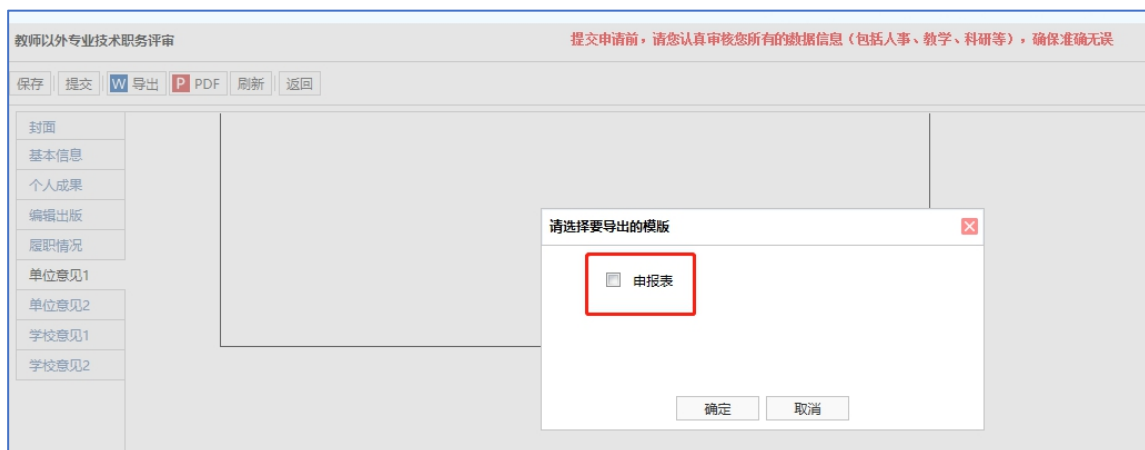 教师以外专业技术职务评审
提交申请前，请您认真审核您所有的数据信息（包括人事、教学、科研等），确保准确无误
保存 提交 W 导出 P PDF 刷新 返回
封面
基本信息
个人成果
编辑出版
履职情况
单位意见1
单位意见2
学校意见1
学校意见2
请选择要导出的模版
申报表
确定 取消